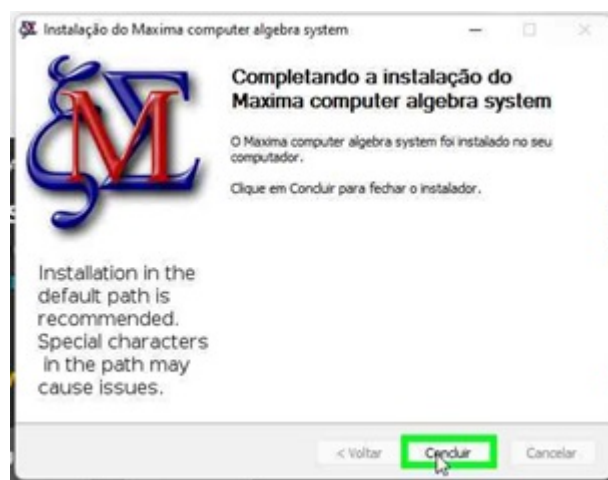 Instalação do Maxima computer algebra system
Completando a instalação do
Maxima computer algebra system
O Maxima computer algebra system foi instalado no seu
computador.
Clique em Concluir para fechar o instalador.
M
Installation in the
default path is
recommended.
Special characters
in the path may
cause issues.
< Voltar
Concluir
Cancelar